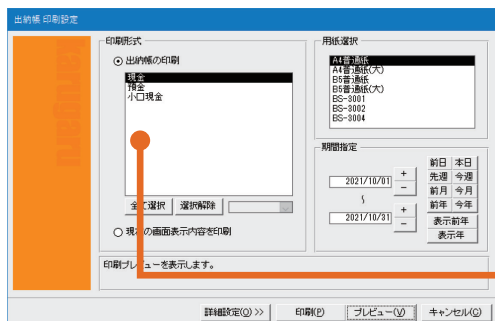 出納帳 印刷設定
印刷形式
出納帳の印刷
現金
預金
小口現金
全て選択
選択解除
現在の画面表示内容を印刷
用紙選択
A4普通紙
A4普通紙(大)
B5普通紙
B5普通紙(大)
BS-3001
BS-3002
BS-3004
期間指定
2021/10/01
+
-
2021/10/31
+
-
前日 本日
先週 今週
前月 今月
前年 今年
表示前年
表示年
印刷プレビューを表示します。
詳細設定(O) >>
印刷(P)
プレビュー(V)
キャンセル(C)